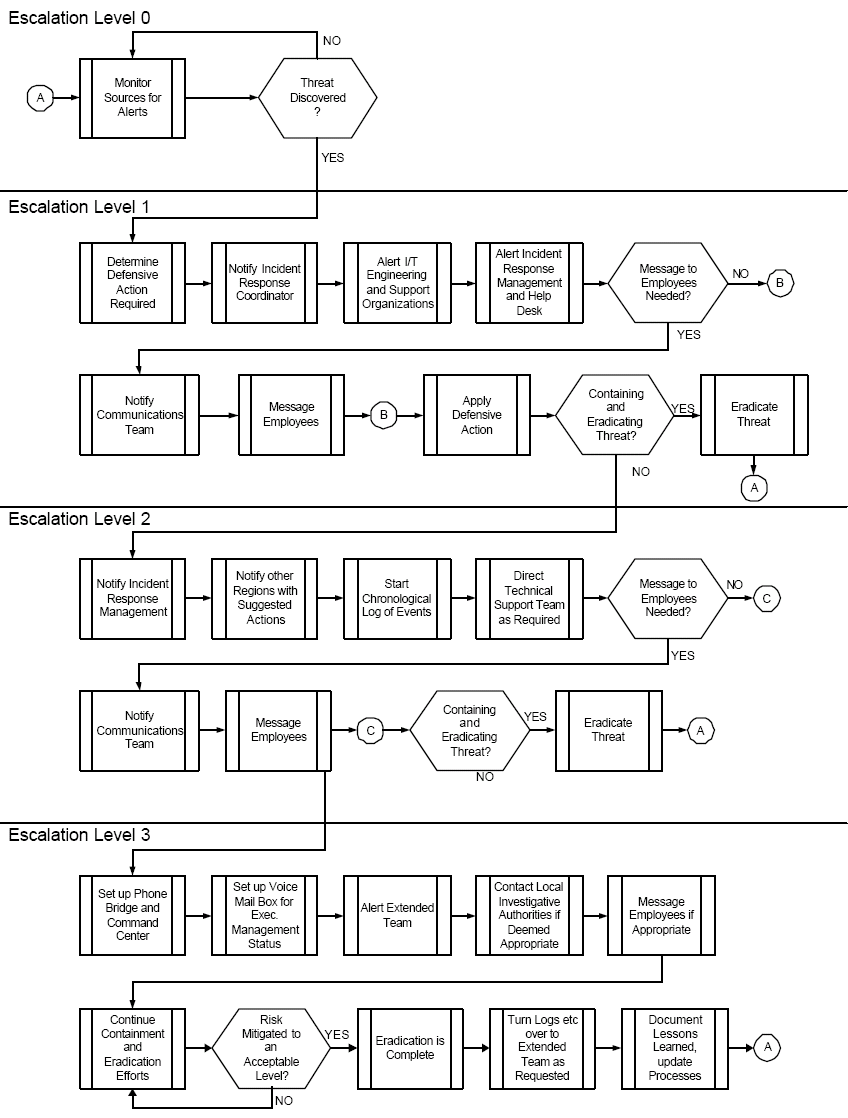 Escalation Level 0
NO
A
Monitor
Sources for
Alerts
Threat
Discovered
?
YES
Escalation Level 1
Determine
Defensive
Action
Required
Notify Incident
Response
Coordinator
Alert I/T
Engineering
and Support
Organizations
Alert Incident
Response
Management
and Help
Desk
Message to
Employees
Needed?
NO
B
YES
Notify
Communications
Team
Message
Employees
B
Apply
Defensive
Action
Containing
and
Eradicating
Threat?
YES
Eradicate
Threat
NO
A
Escalation Level 2
Notify Incident
Response
Management
Notify other
Regions with
Suggested
Actions
Start
Chronological
Log of Events
Direct
Technical
Support Team
as Required
Message to
Employees
Needed?
NO
C
YES
Notify
Communications
Team
Message
Employees
C
Containing
and
Eradicating
Threat?
YES
NO
Eradicate
Threat
A
Escalation Level 3
Set up Phone
Bridge and
Command
Center
Set up Voice
Mail Box for
Exec.
Management
Status
Alert Extended
Team
Contact Local
Investigative
Authorities if
Deemed
Appropriate
Message
Employees if
Appropriate
Continue
Containment
and
Eradication
Efforts
Risk
Mitigated to
an
Acceptable
Level?
YES
NO
Eradication is
Complete
Turn Logs etc
over to
Extended
Team as
Requested
Document
Lessons
Learned,
update
Processes
A